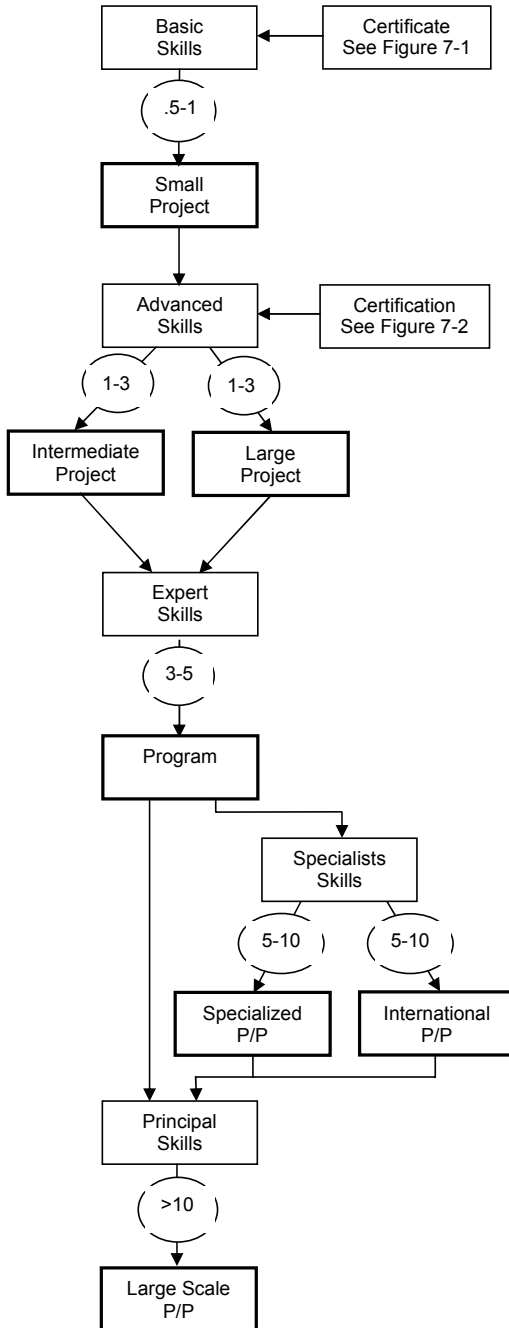 Basic
Skills
Certificate
See Figure 7-1
.5-1
Small
Project
Advanced
Skills
Certification
See Figure 7-2
1-3
1-3
Intermediate
Project
Large
Project
Expert
Skills
3-5
Program
Specialists
Skills
5-10
5-10
Specialized
P/P
International
P/P
Principal
Skills
>10
Large Scale
P/P